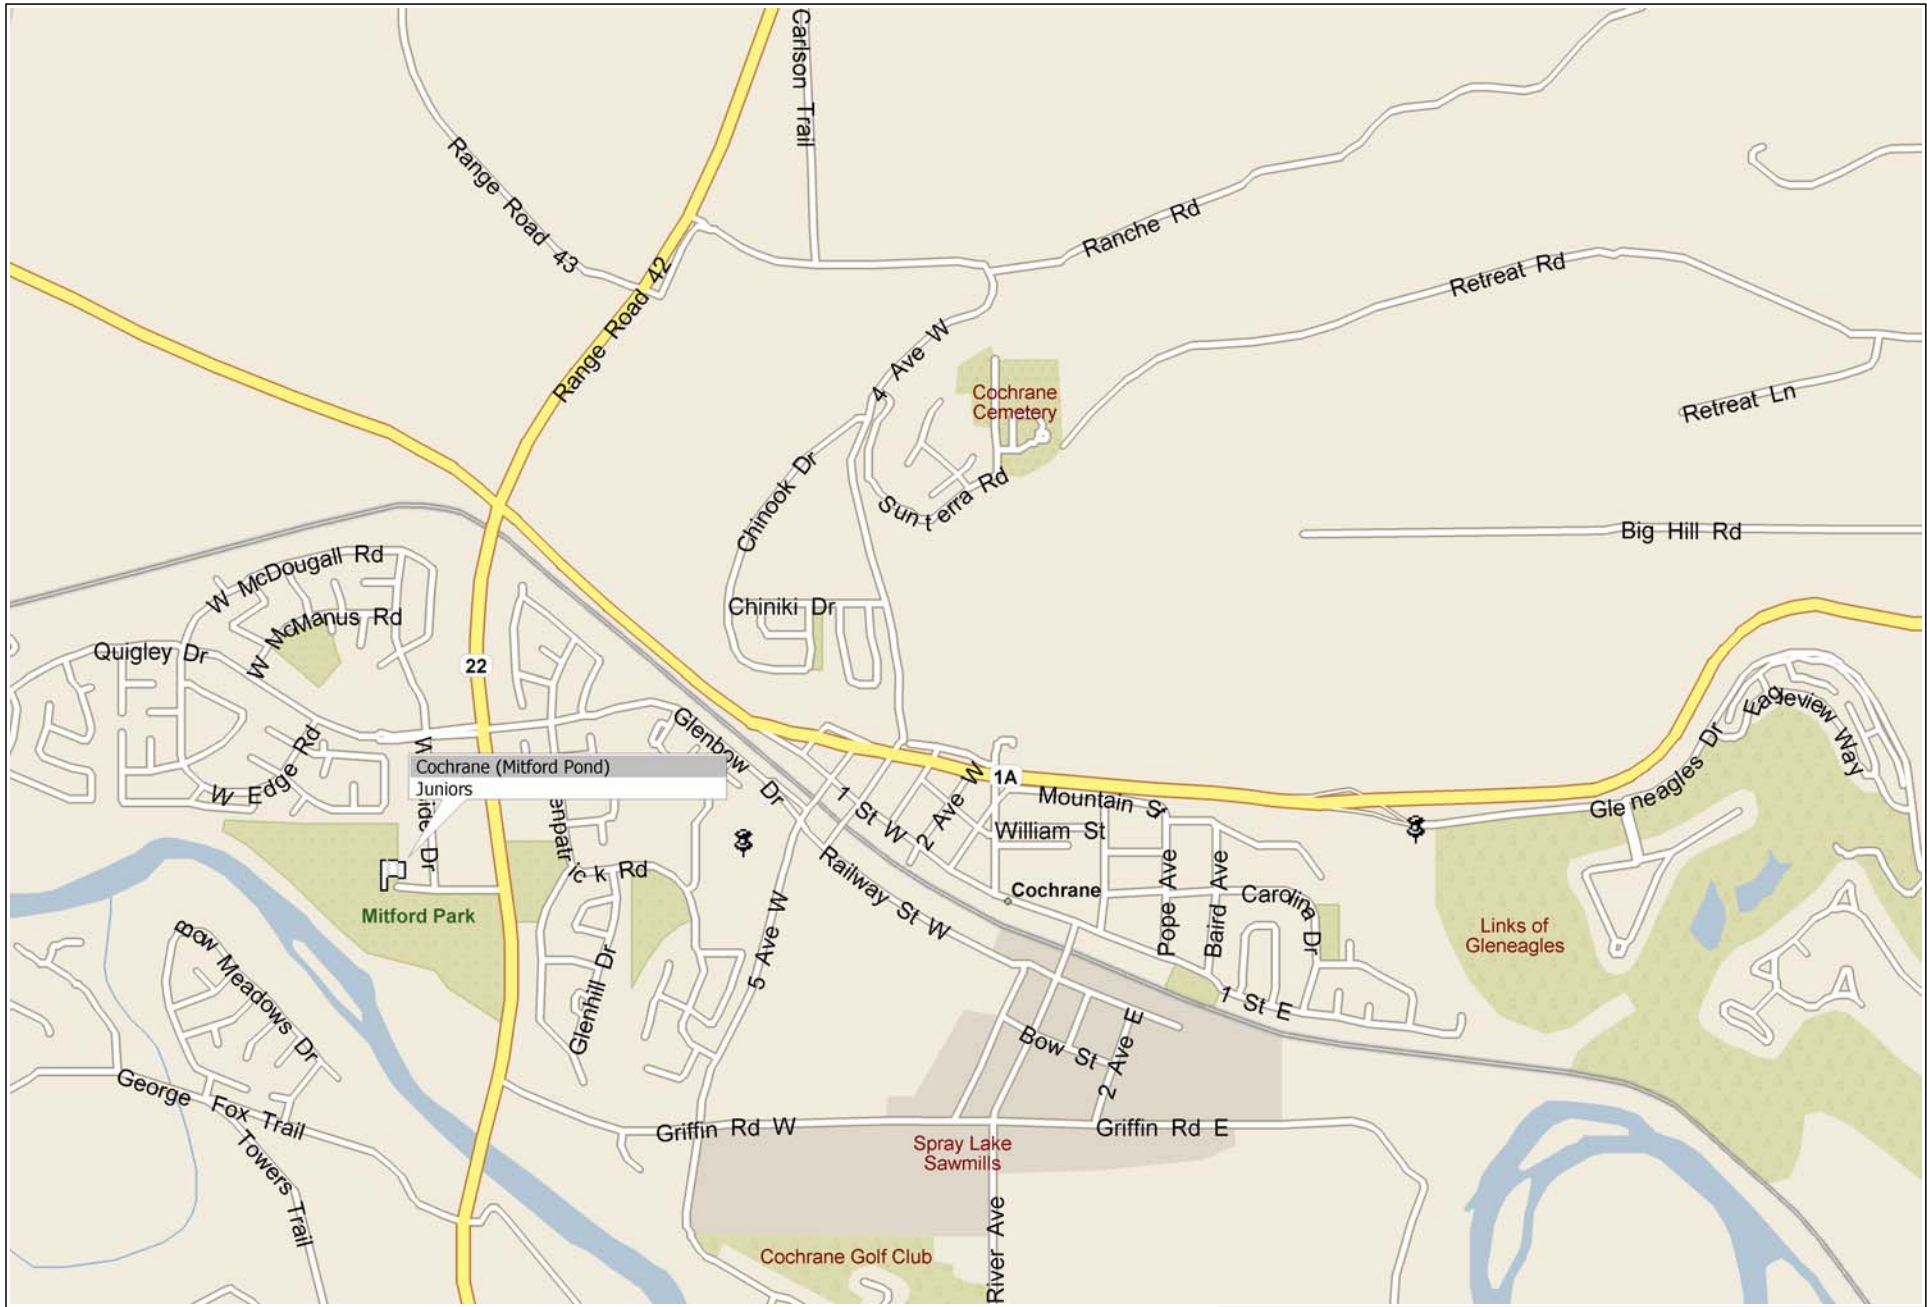 Carlson Trail
Range Road 43
Ranche Rd
Range Road 42
Retreat Rd
4 Ave W
Cochrane
Cemetery
Retreat Ln
Chinook Dr
Sunterra Rd
Big Hill Rd
W McDougall Rd
Chiniki Dr
W McManus Rd
Quigley Dr
22
Eagleview Way
Glenbow Dr
W Edge Rd
Cochrane (Mitford Pond)
Juniors
1A
Mountain St
Gleneagles Dr
1 St W
2 Ave W
William St
Railway St W
Cochrane
Pope Ave
Baird Ave
Carolina Dr
Mitford Park
5 Ave W
Links of
Gleneagles
Bow Meadows Dr
Glenhill Dr
1 St E
Bow St
2 Ave E
George Fox Trail
Griffin Rd W
Griffin Rd E
Spray Lake
Sawmills
Towers Trail
River Ave
Cochrane Golf Club